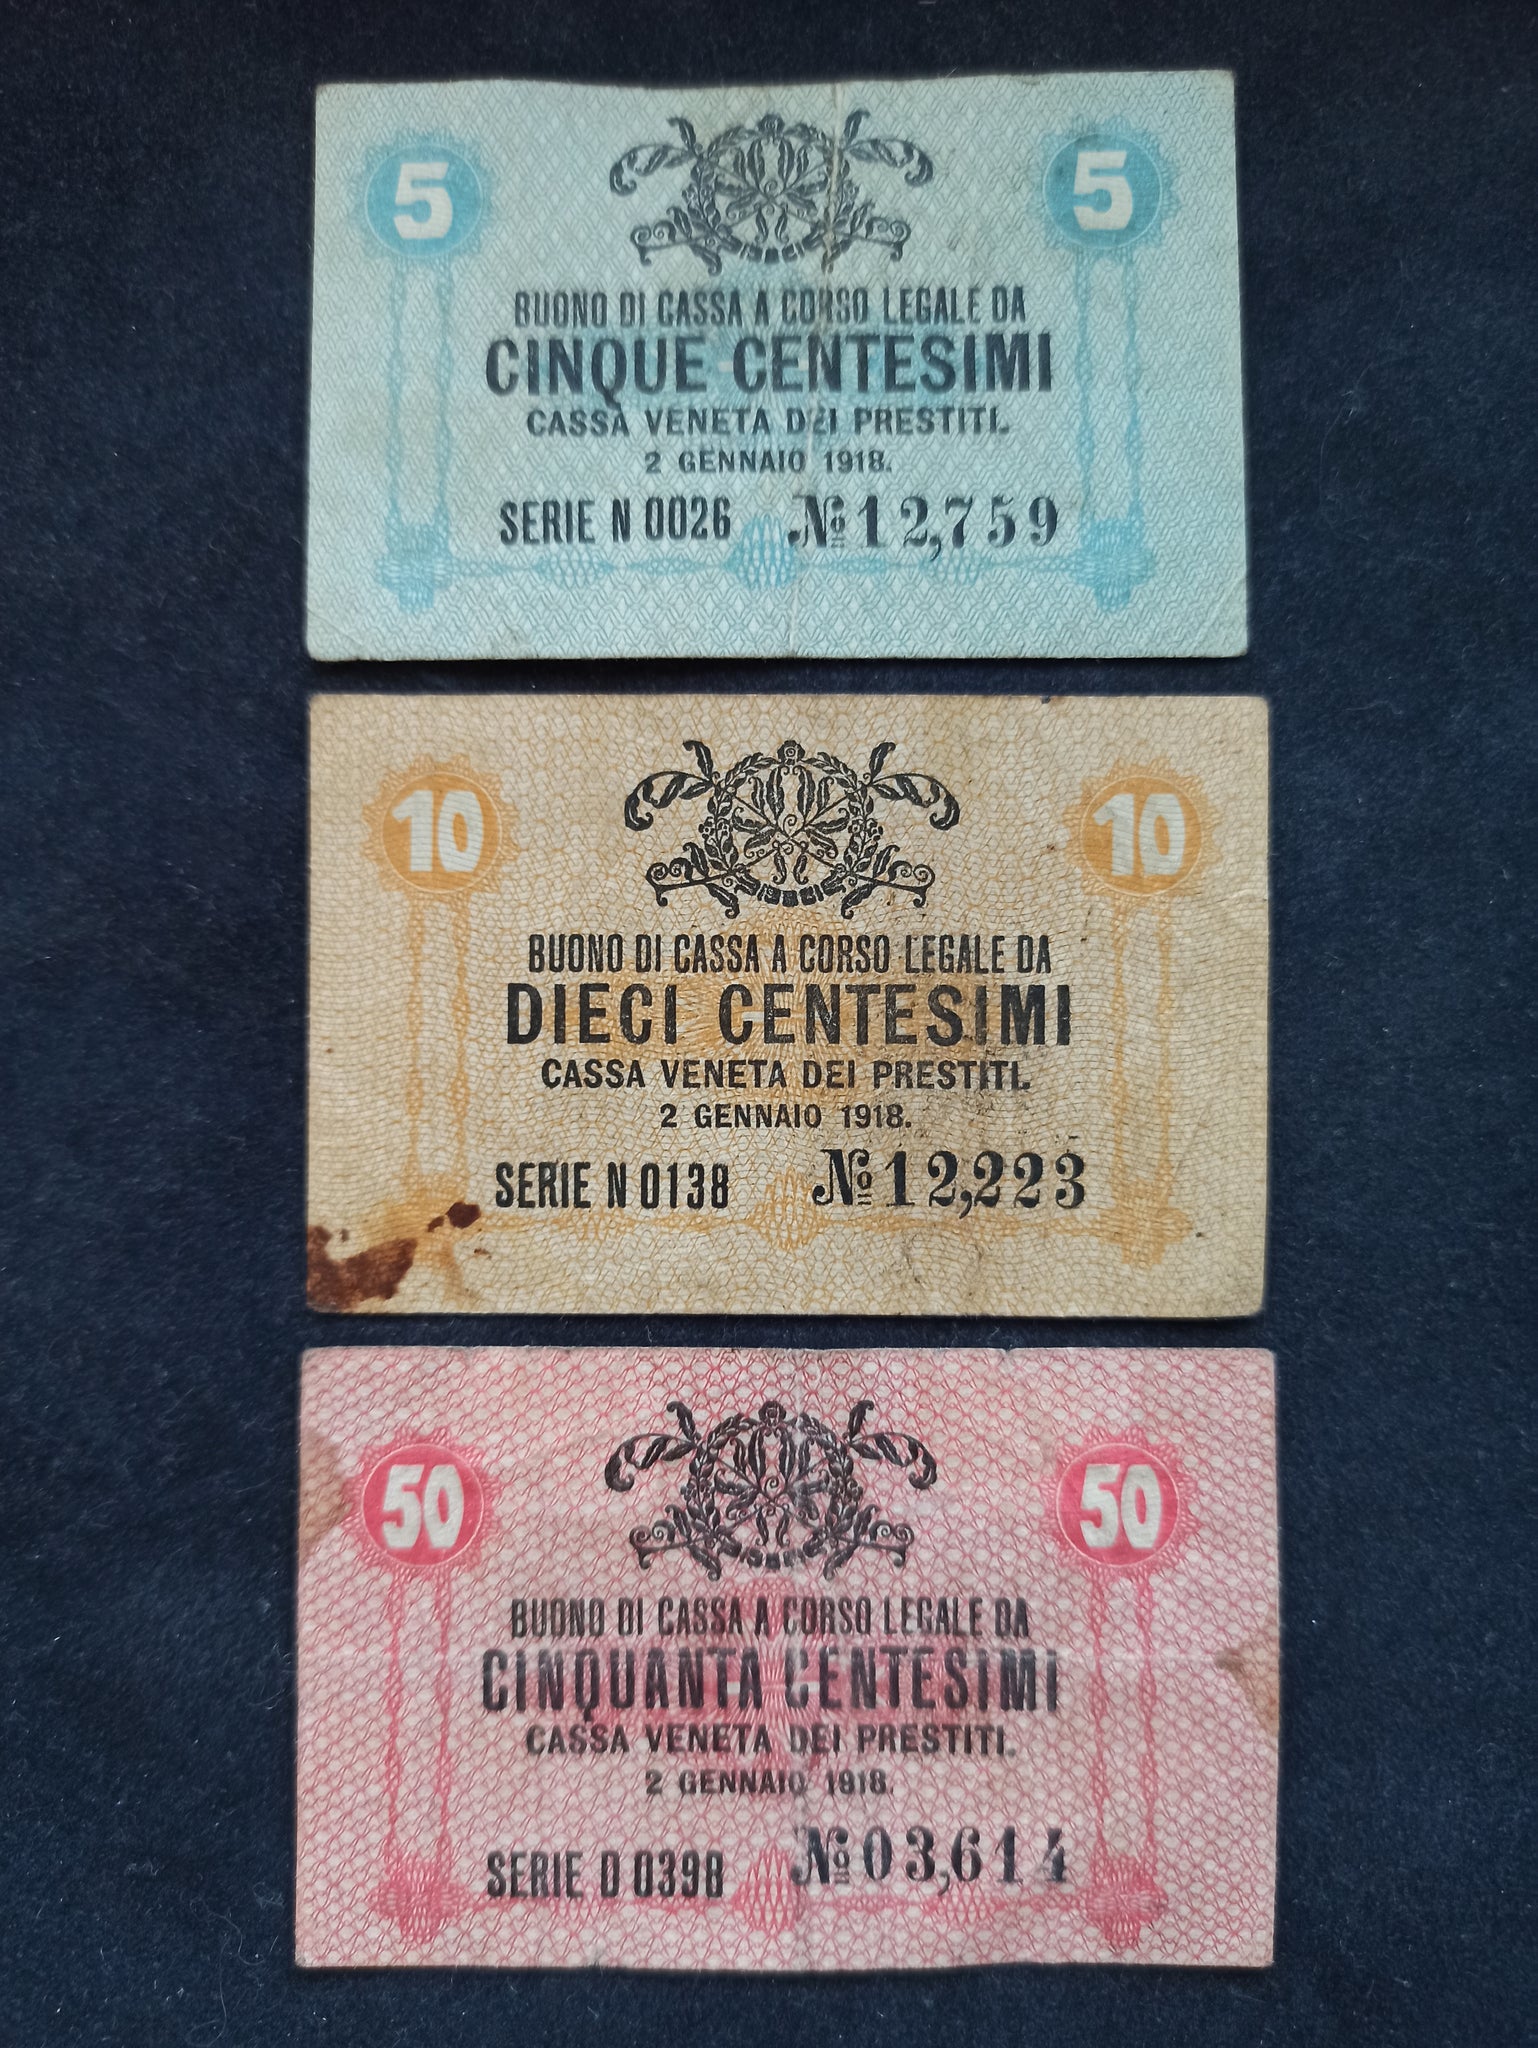 5 5
BUONO DI CASSA A CORSO LEGALE DA
CINQUE CENTESIMI
CASSA VENETA DEI PRESTITI.
2 GENNAIO 1918.
SERIE N 0026 No 12,759
10 10
BUONO DI CASSA A CORSO LEGALE DA
DIECI CENTESIMI
CASSA VENETA DEI PRESTITI.
2 GENNAIO 1918.
SERIE N 0138 No 12,223
50 50
BUONO DI CASSA A CORSO LEGALE DA
CINQUANTA CENTESIMI
CASSA VENETA DEI PRESTITI.
2 GENNAIO 1918.
SERIE D 0398 No 03,614